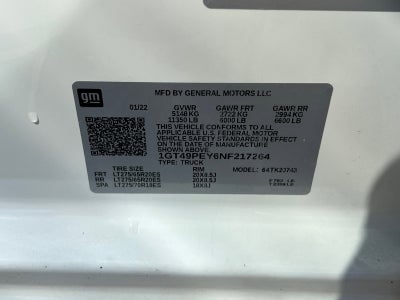 gm
MFD BY GENERAL MOTORS LLC
01/22 GVWR GAWR FRT GAWR RR
5148 KG 2722 KG 2994 KG
11350 LB 6000 LB 6600 LB
THIS VEHICLE CONFORMS TO ALL
APPLICABLE U.S. FEDERAL MOTOR
VEHICLE SAFETY STANDARDS IN EFFECT
ON THE DATE OF MANUFACTURE SHOWN ABOVE.
1GT49PEY6NF217264
TYPE: TRUCK
TIRE SIZE RIM MODEL:
FRT LT275/65R20ES 20X8.5J
RR LT275/65R20ES 20X8.5J
SPA LT275/70R18ES 18X8J